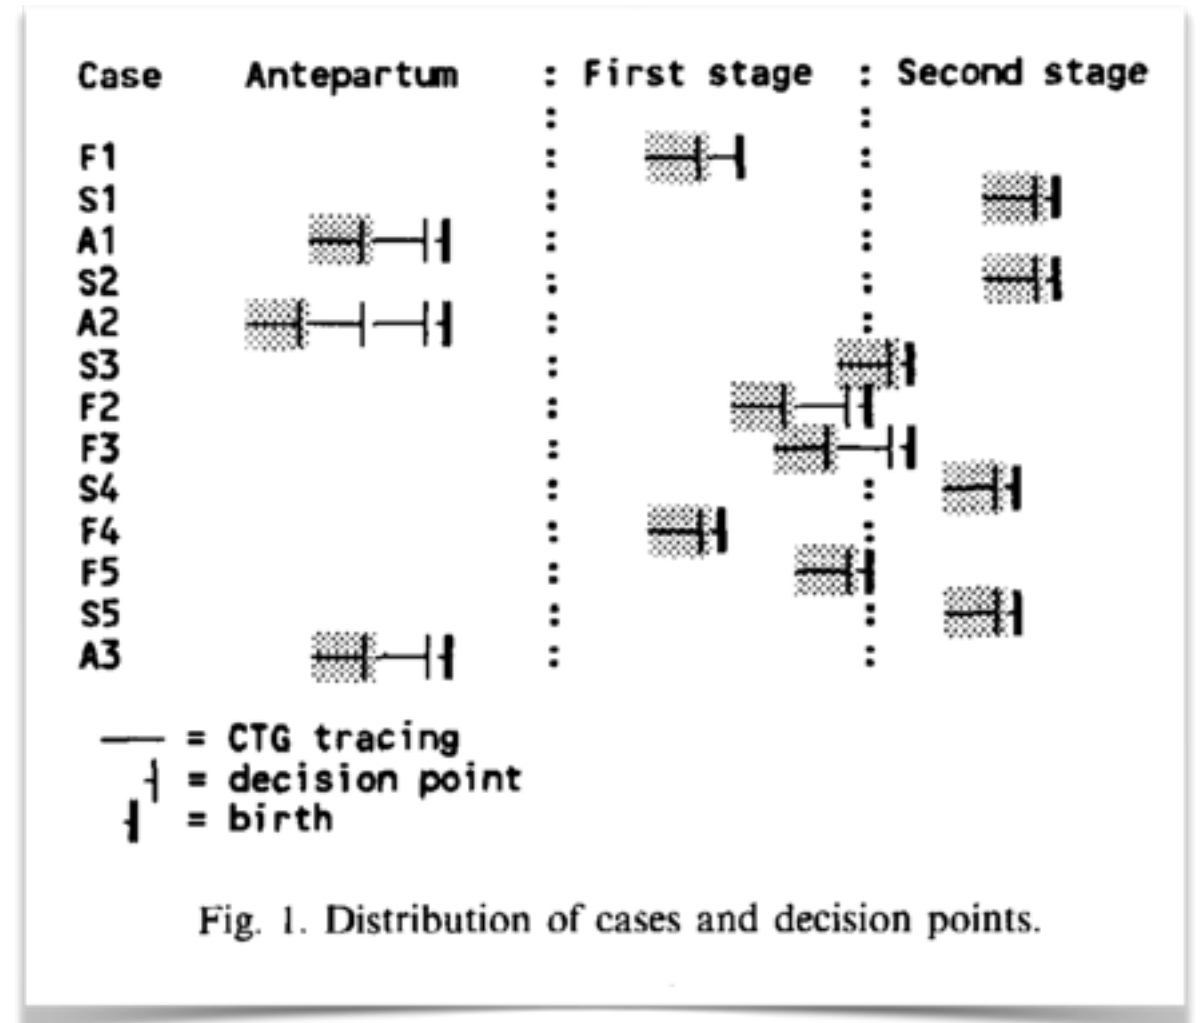 Case Antepartum : First stage : Second stage
F1
S1
A1
S2
A2
S3
F2
F3
S4
F4
F5
S5
A3
= CTG tracing
= decision point
= birth
Fig. 1. Distribution of cases and decision points.